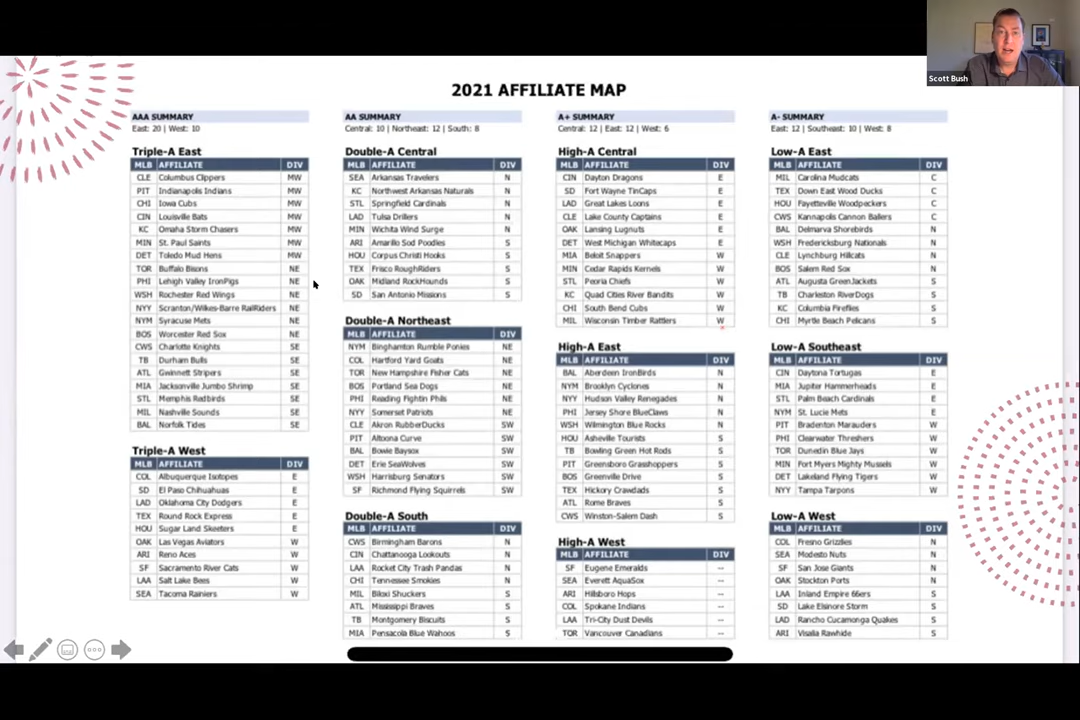 Scott Bush
2021 AFFILIATE MAP
AAA SUMMARY
East: 20 | West: 10
Triple-A East
MLB AFFILIATE DIV
CLE Columbus Clippers MW
PIT Indianapolis Indians MW
CHI Iowa Cubs MW
CIN Louisville Bats MW
KC Omaha Storm Chasers MW
MIN St. Paul Saints MW
DET Toledo Mud Hens MW
TOR Buffalo Bisons NE
PHI Lehigh Valley IronPigs NE
WSH Rochester Red Wings NE
NYY Scranton/Wilkes-Barre RailRiders NE
NYM Syracuse Mets NE
BOS Worcester Red Sox NE
CWS Charlotte Knights SE
TB Durham Bulls SE
ATL Gwinnett Stripers SE
MIA Jacksonville Jumbo Shrimp SE
STL Memphis Redbirds SE
MIL Nashville Sounds SE
BAL Norfolk Tides SE
Triple-A West
MLB AFFILIATE DIV
COL Albuquerque Isotopes E
SD El Paso Chihuahuas E
LAD Oklahoma City Dodgers E
TEX Round Rock Express E
HOU Sugar Land Skeeters E
OAK Las Vegas Aviators W
ARI Reno Aces W
SF Sacramento River Cats W
LAA Salt Lake Bees W
SEA Tacoma Rainiers W
AA SUMMARY
Central: 10 | Northeast: 12 | South: 8
Double-A Central
MLB AFFILIATE DIV
SEA Arkansas Travelers N
KC Northwest Arkansas Naturals N
STL Springfield Cardinals N
LAD Tulsa Drillers N
MIN Wichita Wind Surge N
ARI Amarillo Sod Poodles S
HOU Corpus Christi Hooks S
TEX Frisco RoughRiders S
OAK Midland RockHounds S
SD San Antonio Missions S
Double-A Northeast
MLB AFFILIATE DIV
NYM Binghamton Rumble Ponies NE
COL Hartford Yard Goats NE
TOR New Hampshire Fisher Cats NE
BOS Portland Sea Dogs NE
PHI Reading Fightin Phils NE
NYY Somerset Patriots NE
CLE Akron RubberDucks SW
PIT Altoona Curve SW
BAL Bowie Baysox SW
DET Erie SeaWolves SW
WSH Harrisburg Senators SW
SF Richmond Flying Squirrels SW
Double-A South
MLB AFFILIATE DIV
CWS Birmingham Barons N
CIN Chattanooga Lookouts N
LAA Rocket City Trash Pandas N
CHI Tennessee Smokies N
MIL Biloxi Shuckers S
ATL Mississippi Braves S
TB Montgomery Biscuits S
MIA Pensacola Blue Wahoos S
A+ SUMMARY
Central: 12 | East: 12 | West: 6
High-A Central
MLB AFFILIATE DIV
CIN Dayton Dragons E
SD Fort Wayne TinCaps E
LAD Great Lakes Loons E
CLE Lake County Captains E
OAK Lansing Lugnuts E
DET West Michigan Whitecaps E
MIA Beloit Snappers W
MIN Cedar Rapids Kernels W
STL Peoria Chiefs W
KC Quad Cities River Bandits W
CHI South Bend Cubs W
MIL Wisconsin Timber Rattlers W
High-A East
MLB AFFILIATE DIV
BAL Aberdeen IronBirds N
NYM Brooklyn Cyclones N
NYY Hudson Valley Renegades N
PHI Jersey Shore BlueClaws N
WSH Wilmington Blue Rocks N
HOU Asheville Tourists S
TB Bowling Green Hot Rods S
PIT Greensboro Grasshoppers S
BOS Greenville Drive S
TEX Hickory Crawdads S
ATL Rome Braves S
CWS Winston-Salem Dash S
High-A West
MLB AFFILIATE DIV
SF Eugene Emeralds --
SEA Everett AquaSox --
ARI Hillsboro Hops --
COL Spokane Indians --
LAA Tri-City Dust Devils --
TOR Vancouver Canadians --
A- SUMMARY
East: 12 | Southeast: 10 | West: 8
Low-A East
MLB AFFILIATE DIV
MIL Carolina Mudcats C
TEX Down East Wood Ducks C
HOU Fayetteville Woodpeckers C
CWS Kannapolis Cannon Ballers C
BAL Delmarva Shorebirds N
WSH Fredericksburg Nationals N
CLE Lynchburg Hillcats N
BOS Salem Red Sox N
ATL Augusta GreenJackets S
TB Charleston RiverDogs S
KC Columbia Fireflies S
CHI Myrtle Beach Pelicans S
Low-A Southeast
MLB AFFILIATE DIV
CIN Daytona Tortugas E
MIA Jupiter Hammerheads E
STL Palm Beach Cardinals E
NYM St. Lucie Mets E
PIT Bradenton Marauders W
PHI Clearwater Threshers W
TOR Dunedin Blue Jays W
MIN Fort Myers Mighty Mussels W
DET Lakeland Flying Tigers W
NYY Tampa Tarpons W
Low-A West
MLB AFFILIATE DIV
COL Fresno Grizzlies N
SEA Modesto Nuts N
SF San Jose Giants N
OAK Stockton Ports N
LAA Inland Empire 66ers S
SD Lake Elsinore Storm S
LAD Rancho Cucamonga Quakes S
ARI Visalia Rawhide S